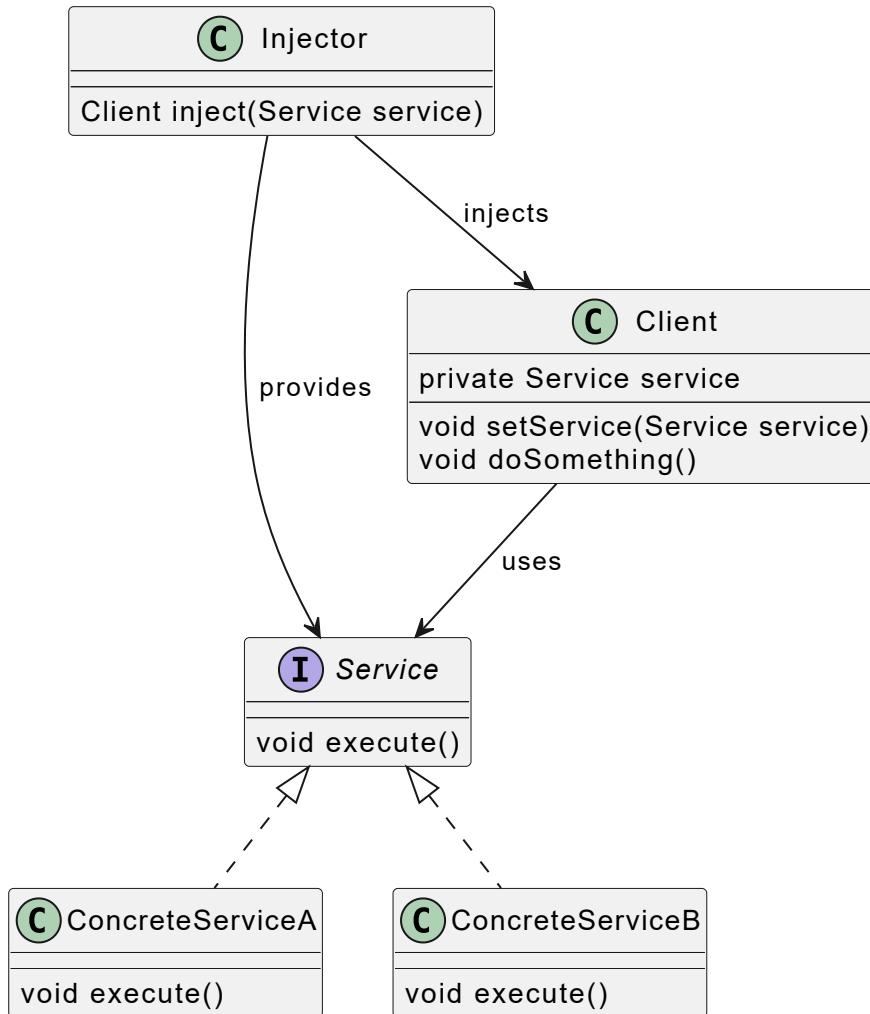 C Injector
Client inject(Service service)
injects
C Client
private Service service
void setService(Service service)
void doSomething()
provides
uses
I Service
void execute()
C ConcreteServiceA
void execute()
C ConcreteServiceB
void execute()